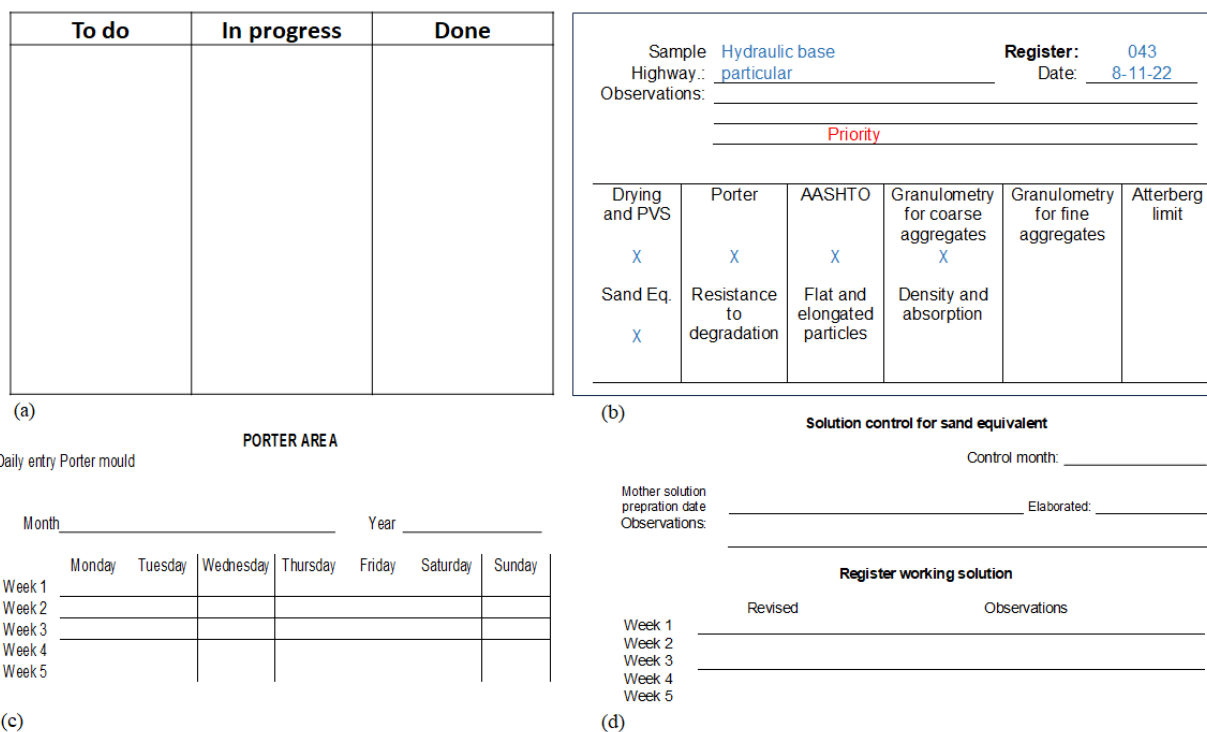 To do In progress Done
(a)
Sample Hydraulic base Register: 043
Highway.: particular Date: 8-11-22
Observations:
Priority
Drying and PVS Porter AASHTO Granulometry for coarse aggregates Granulometry for fine aggregates Atterberg limit
X X X X
Sand Eq. Resistance to degradation Flat and elongated particles Density and absorption
X
(b)
PORTER AREA
Daily entry Porter mould
Month Year
Monday Tuesday Wednesday Thursday Friday Saturday Sunday
Week 1
Week 2
Week 3
Week 4
Week 5
(c)
Solution control for sand equivalent
Control month:
Mother solution
prepration date Elaborated:
Observations:
Register working solution
Revised Observations
Week 1
Week 2
Week 3
Week 4
Week 5
(d)